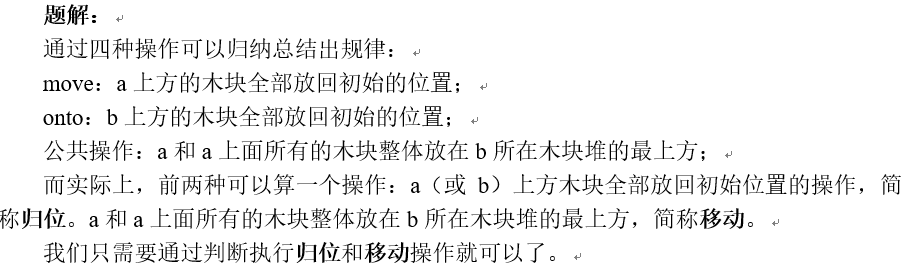 题解：
通过四种操作可以归纳总结出规律：
move：a 上方的木块全部放回初始的位置；
onto：b 上方的木块全部放回初始的位置；
公共操作：a 和 a 上面所有的木块整体放在 b 所在木块堆的最上方；
而实际上，前两种可以算一个操作：a（或 b）上方木块全部放回初始位置的操作，简
称归位。a 和 a 上面所有的木块整体放在 b 所在木块堆的最上方，简称移动。
我们只需要通过判断执行归位和移动操作就可以了。